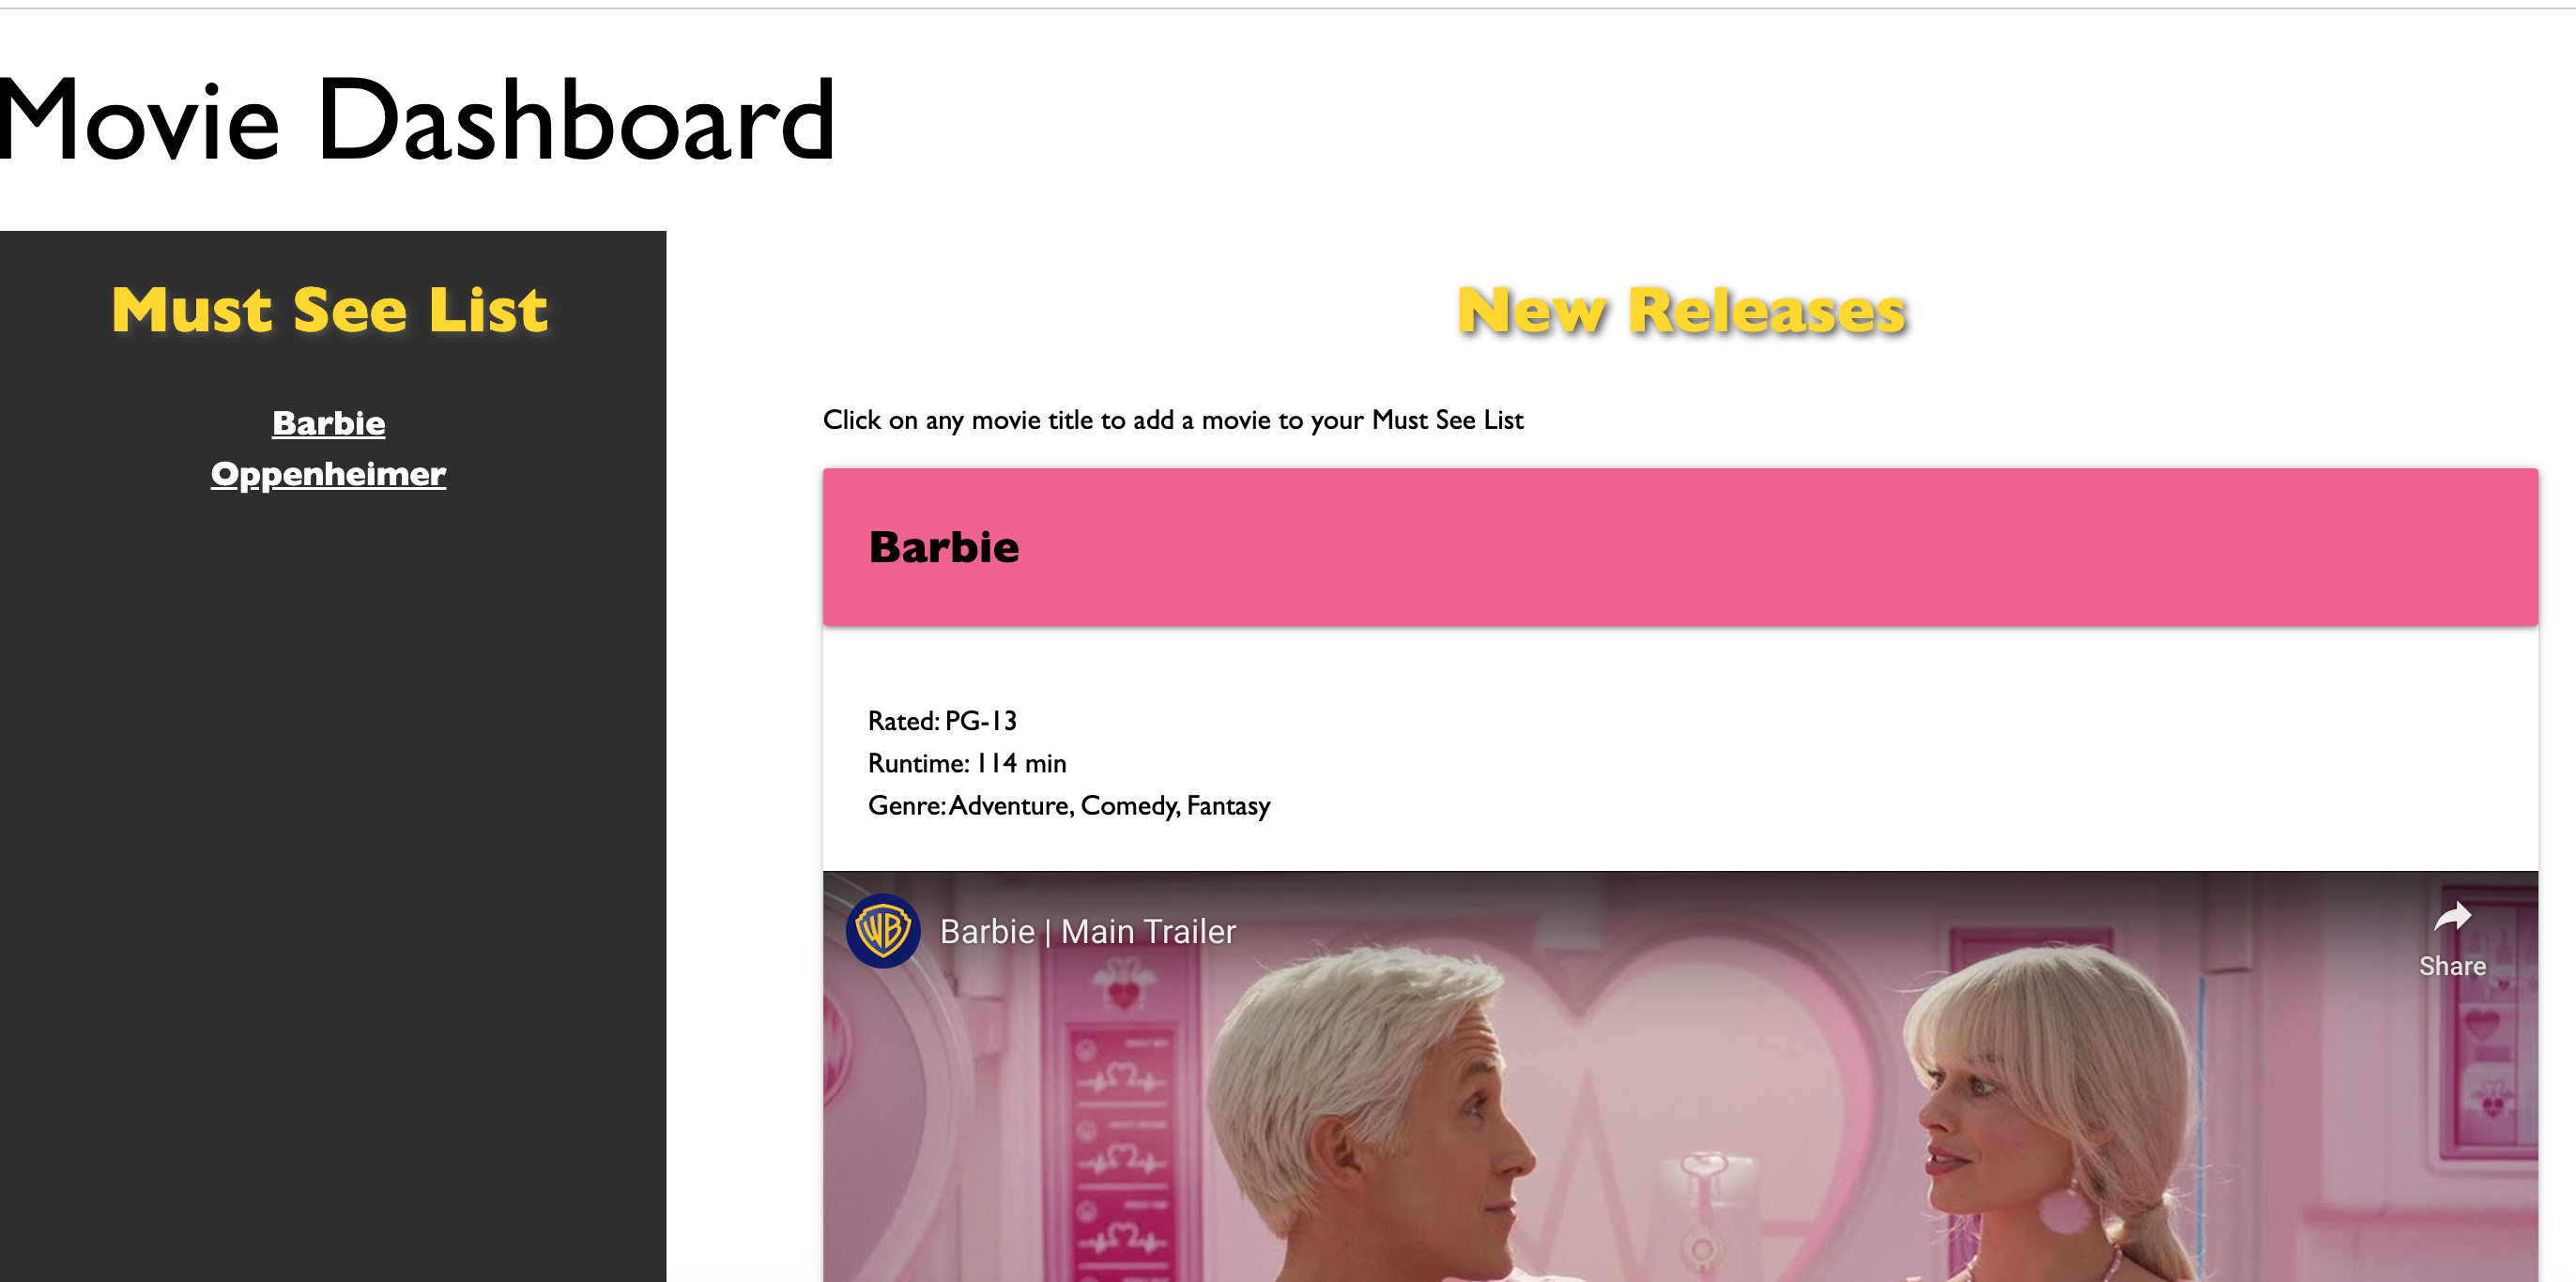 Movie Dashboard
Must See List
Barbie
Oppenheimer
New Releases
Click on any movie title to add a movie to your Must See List
Barbie
Rated: PG-13
Runtime: 114 min
Genre: Adventure, Comedy, Fantasy
WB
Barbie | Main Trailer
Share